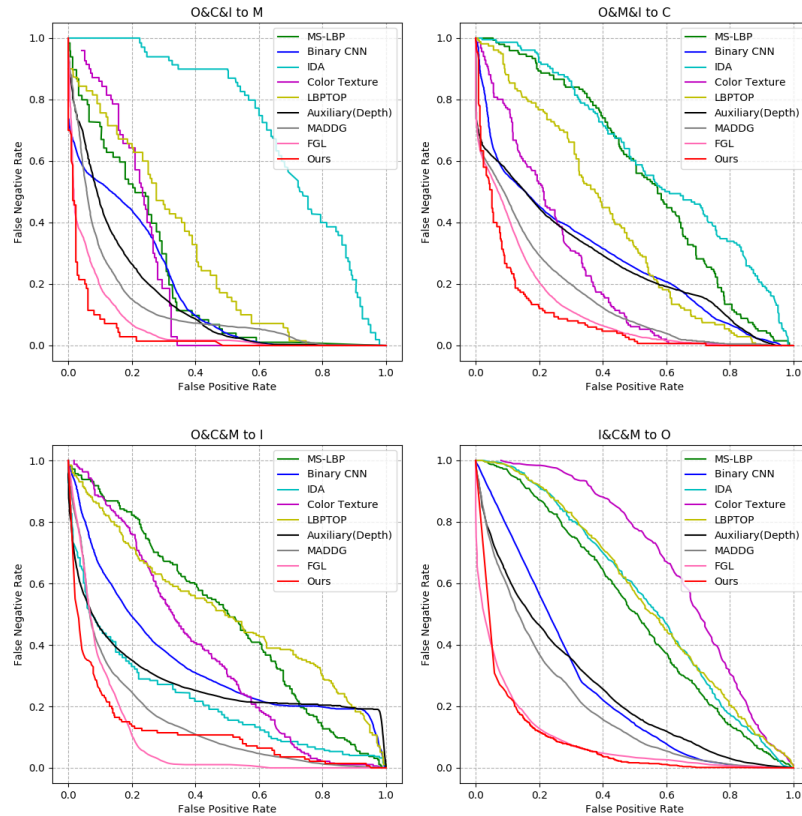 O&C&I to M
1.0
0.8
0.6
0.4
0.2
0.0
False Negative Rate
0.0 0.2 0.4 0.6 0.8 1.0
False Positive Rate
MS-LBP
Binary CNN
IDA
Color Texture
LBPTOP
Auxiliary(Depth)
MADDG
FGL
Ours
O&M&I to C
1.0
0.8
0.6
0.4
0.2
0.0
False Negative Rate
0.0 0.2 0.4 0.6 0.8 1.0
False Positive Rate
MS-LBP
Binary CNN
IDA
Color Texture
LBPTOP
Auxiliary(Depth)
MADDG
FGL
Ours
O&C&M to I
1.0
0.8
0.6
0.4
0.2
0.0
False Negative Rate
0.0 0.2 0.4 0.6 0.8 1.0
False Positive Rate
MS-LBP
Binary CNN
IDA
Color Texture
LBPTOP
Auxiliary(Depth)
MADDG
FGL
Ours
I&C&M to O
1.0
0.8
0.6
0.4
0.2
0.0
False Negative Rate
0.0 0.2 0.4 0.6 0.8 1.0
False Positive Rate
MS-LBP
Binary CNN
IDA
Color Texture
LBPTOP
Auxiliary(Depth)
MADDG
FGL
Ours